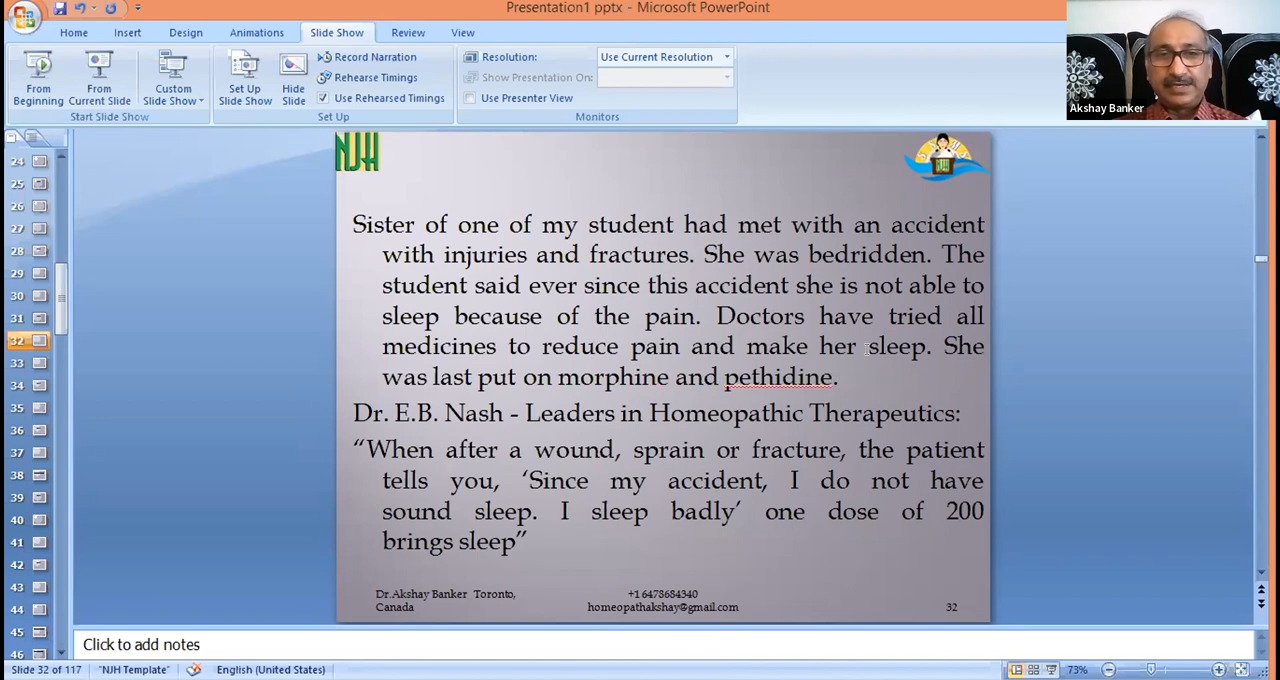 Presentation1 pptx - Microsoft PowerPoint
Home Insert Design Animations Slide Show Review View
From Beginning
From Current Slide
Custom Slide Show
Start Slide Show
Set Up Slide Show
Hide Slide
Record Narration
Rehearse Timings
Use Rehearsed Timings
Set Up
Resolution: Use Current Resolution
Show Presentation On:
Use Presenter View
Monitors
Akshay Banker
24
25
26
27
28
29
30
31
32
33
34
35
36
37
38
39
40
41
42
43
44
45
46
NJH
NJH
Sister of one of my student had met with an accident
with injuries and fractures. She was bedridden. The
student said ever since this accident she is not able to
sleep because of the pain. Doctors have tried all
medicines to reduce pain and make her sleep. She
was last put on morphine and pethidine.
Dr. E.B. Nash - Leaders in Homeopathic Therapeutics:
“When after a wound, sprain or fracture, the patient
tells you, ‘Since my accident, I do not have
sound sleep. I sleep badly’ one dose of 200
brings sleep”
Dr.Akshay Banker Toronto,
Canada
+1 6478684340
homeopathakshay@gmail.com
32
Click to add notes
Slide 32 of 117 "NJH Template" English (United States) 73%